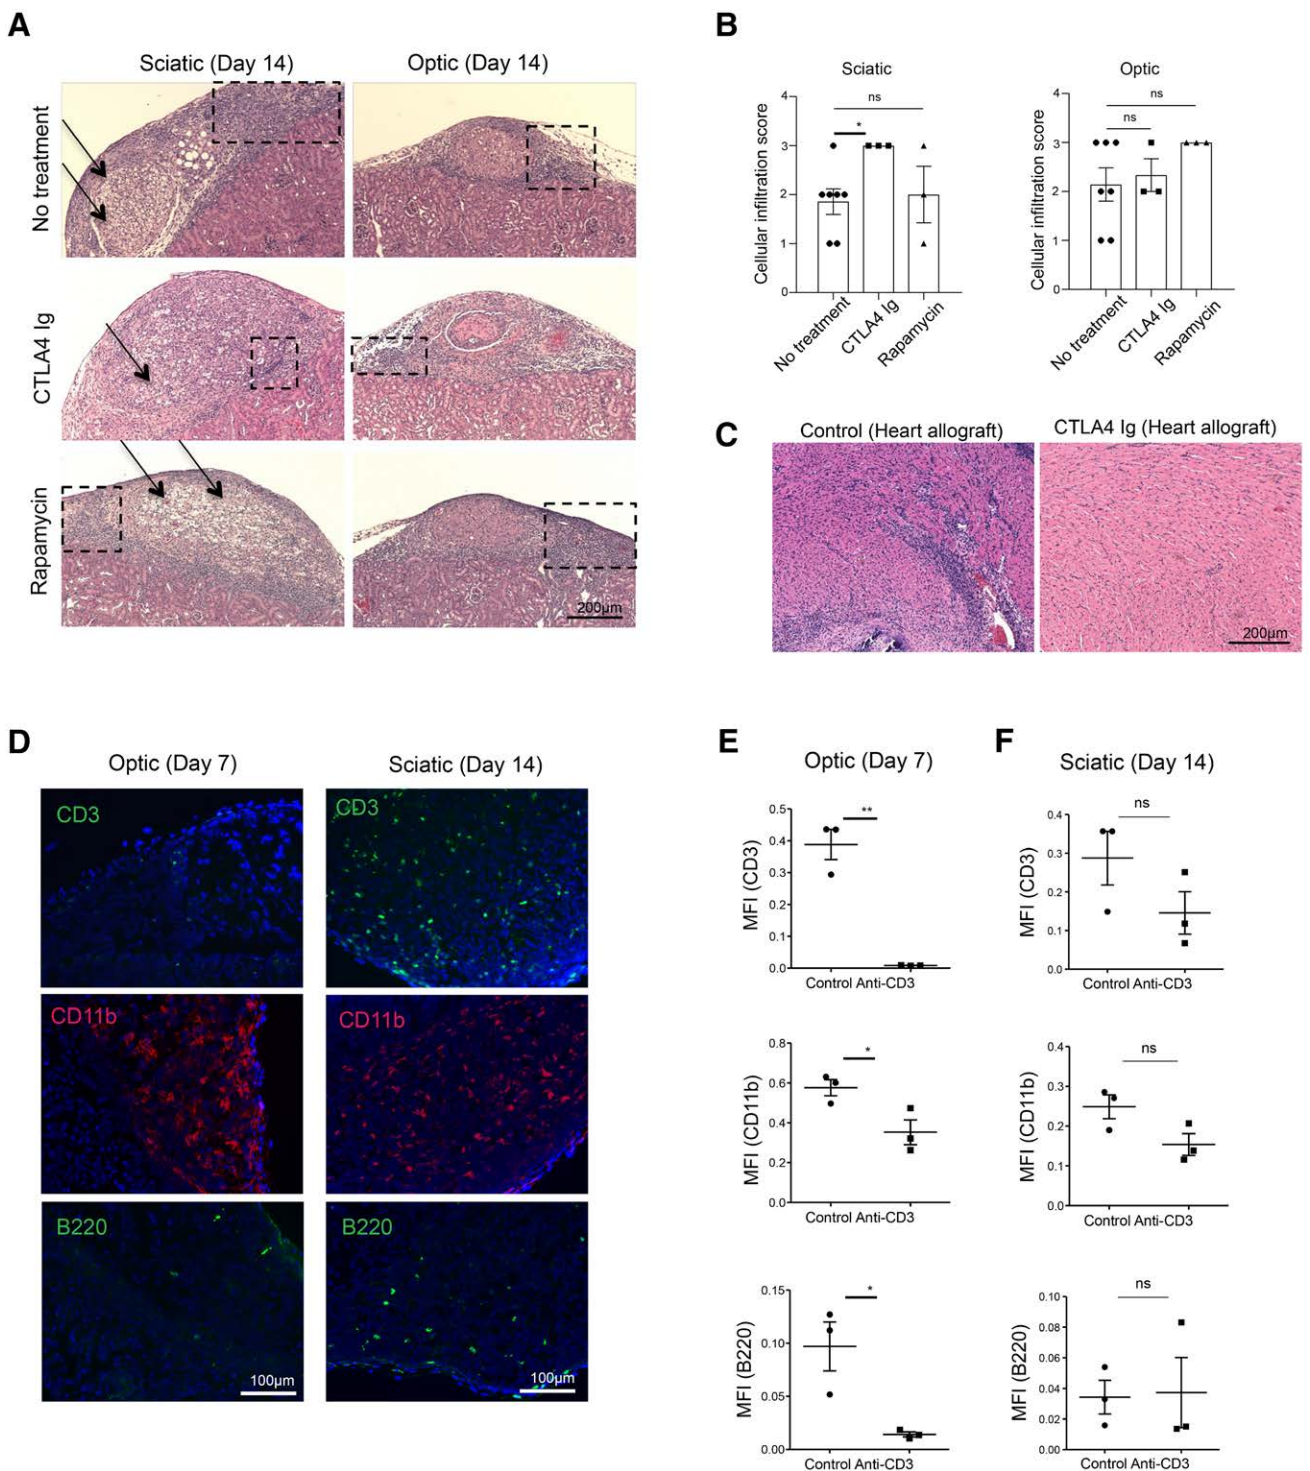 A
Sciatic (Day 14)
Optic (Day 14)
No treatment
CTLA4 Ig
Rapamycin
200µm
B
Sciatic
Cellular infiltration score
4
3
2
1
0
ns
*
No treatment
CTLA4 Ig
Rapamycin
Optic
Cellular infiltration score
4
3
2
1
0
ns
ns
No treatment
CTLA4 Ig
Rapamycin
C
Control (Heart allograft)
CTLA4 Ig (Heart allograft)
200µm
D
Optic (Day 7)
Sciatic (Day 14)
CD3
CD3
CD11b
CD11b
B220
B220
100µm
100µm
E
Optic (Day 7)
MFI (CD3)
0.5
0.4
0.3
0.2
0.1
0.0
**
Control Anti-CD3
MFI (CD11b)
0.8
0.6
0.4
0.2
0.0
*
Control Anti-CD3
MFI (B220)
0.15
0.10
0.05
0.00
*
Control Anti-CD3
F
Sciatic (Day 14)
MFI (CD3)
0.4
0.3
0.2
0.1
0.0
ns
Control Anti-CD3
MFI (CD11b)
0.4
0.3
0.2
0.1
0.0
ns
Control Anti-CD3
MFI (B220)
0.10
0.08
0.06
0.04
0.02
0.00
ns
Control Anti-CD3